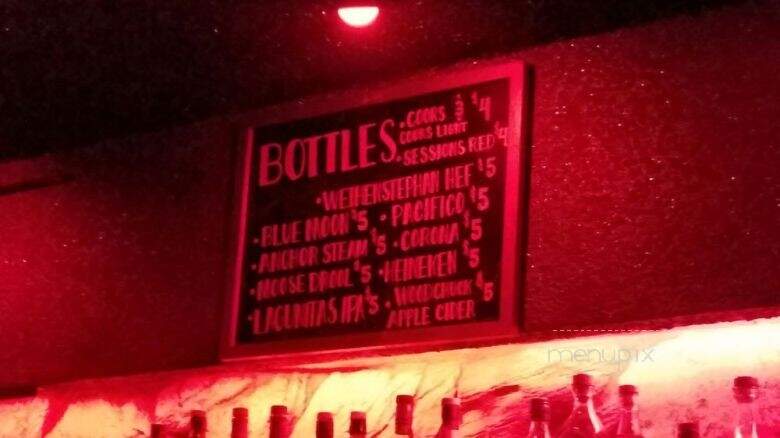 BOTTLES
• COORS } $4
COORS LIGHT
• SESSIONS RED $4
• WEIHENSTEPHAN HEF $5
• BLUE MOON $5 • PACIFICO $5
• ANCHOR STEAM $5 • CORONA $5
• MOOSE DROOL $5 • HEINEKEN $5
• LAGUNITAS IPA $5 • WOODCHUCK $5
APPLE CIDER
menupix